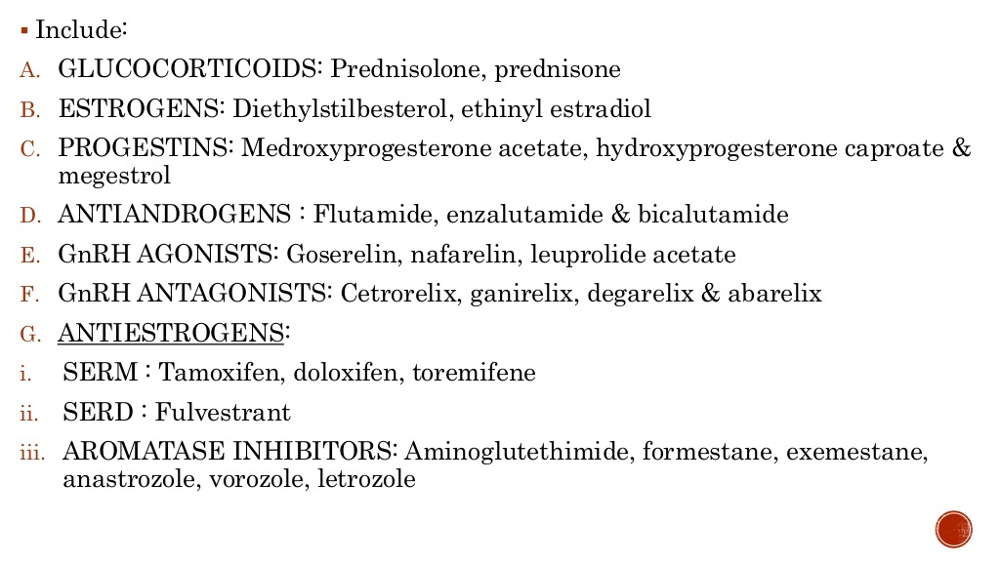 ▪ Include:
A. GLUCOCORTICOIDS: Prednisolone, prednisone
B. ESTROGENS: Diethylstilbesterol, ethinyl estradiol
C. PROGESTINS: Medroxyprogesterone acetate, hydroxyprogesterone caproate &
megestrol
D. ANTIANDROGENS : Flutamide, enzalutamide & bicalutamide
E. GnRH AGONISTS: Goserelin, nafarelin, leuprolide acetate
F. GnRH ANTAGONISTS: Cetrorelix, ganirelix, degarelix & abarelix
G. ANTIESTROGENS:
i. SERM : Tamoxifen, doloxifen, toremifene
ii. SERD : Fulvestrant
iii. AROMATASE INHIBITORS: Aminoglutethimide, formestane, exemestane,
anastrozole, vorozole, letrozole